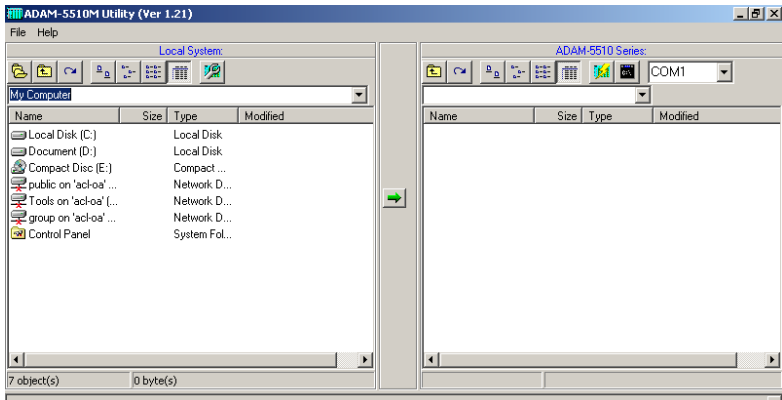 ADAM-5510M Utility (Ver 1.21)
File Help
Local System:
ADAM-5510 Series:
COM1
My Computer
Name Size Type Modified
Name Size Type Modified
Local Disk (C:) Local Disk
Document (D:) Local Disk
Compact Disc (E:) Compact ...
public on 'acl-oa' ... Network D...
Tools on 'acl-oa' (... Network D...
group on 'acl-oa' ... Network D...
Control Panel System Fol...
7 object(s) 0 byte(s)